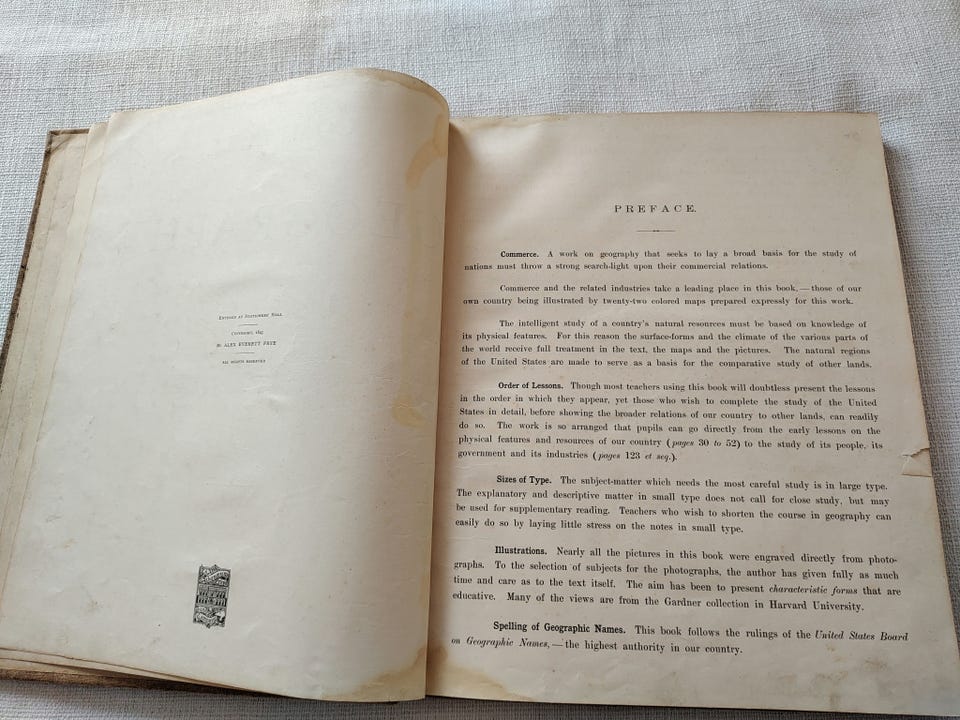 ENTERED AT STATIONERS' HALL
COPYRIGHT, 1895
BY ALEX EVERETT FRYE
ALL RIGHTS RESERVED
PREFACE.
Commerce. A work on geography that seeks to lay a broad basis for the study of
nations must throw a strong search-light upon their commercial relations.
Commerce and the related industries take a leading place in this book, — those of our
own country being illustrated by twenty-two colored maps prepared expressly for this work.
The intelligent study of a country's natural resources must be based on knowledge of
its physical features. For this reason the surface-forms and the climate of the various parts of
the world receive full treatment in the text, the maps and the pictures. The natural regions
of the United States are made to serve as a basis for the comparative study of other lands.
Order of Lessons. Though most teachers using this book will doubtless present the lessons
in the order in which they appear, yet those who wish to complete the study of the United
States in detail, before showing the broader relations of our country to other lands, can readily
do so. The work is so arranged that pupils can go directly from the early lessons on the
physical features and resources of our country (pages 30 to 52) to the study of its people, its
government and its industries (pages 123 et seq.).
Sizes of Type. The subject-matter which needs the most careful study is in large type.
The explanatory and descriptive matter in small type does not call for close study, but may
be used for supplementary reading. Teachers who wish to shorten the course in geography can
easily do so by laying little stress on the notes in small type.
Illustrations. Nearly all the pictures in this book were engraved directly from photo-
graphs. To the selection of subjects for the photographs, the author has given fully as much
time and care as to the text itself. The aim has been to present characteristic forms that are
educative. Many of the views are from the Gardner collection in Harvard University.
Spelling of Geographic Names. This book follows the rulings of the United States Board
on Geographic Names, — the highest authority in our country.